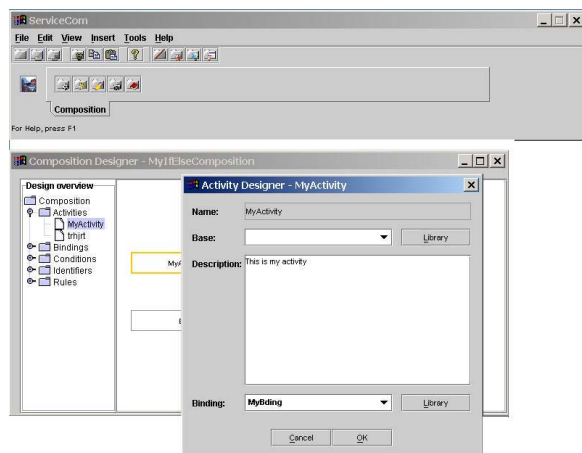 ServiceCom
File Edit View Insert Tools Help
Composition
For Help, press F1
Composition Designer - MyIfElseComposition
Design overview
Composition
Activities
MyActivity
trhjrt
Bindings
Conditions
Identifiers
Rules
Activity Designer - MyActivity
Name: MyActivity
Base: Library
Description: This is my activity
Binding: MyBding Library
Cancel OK